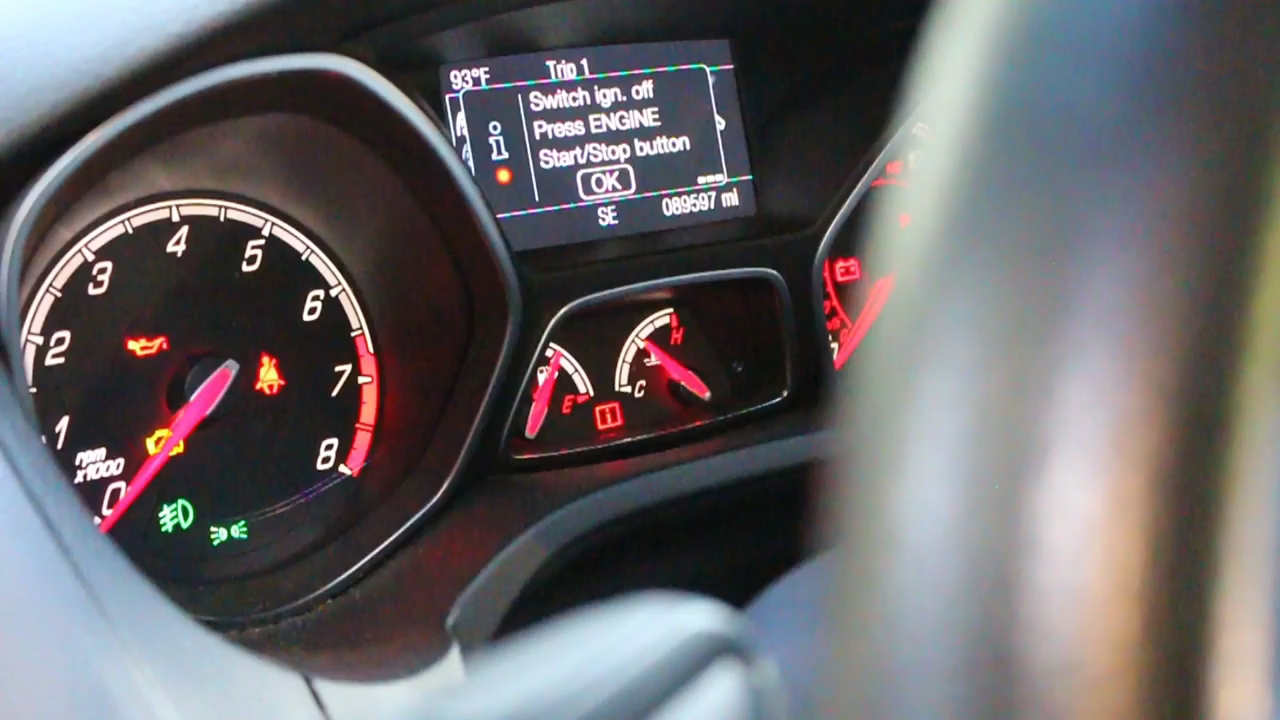 93°F Trip 1
Switch ign. off
Press ENGINE
Start/Stop button
OK
SE 089597 mi
0
1
2
3
4
5
6
7
8
rpm
x1000
E
C
H